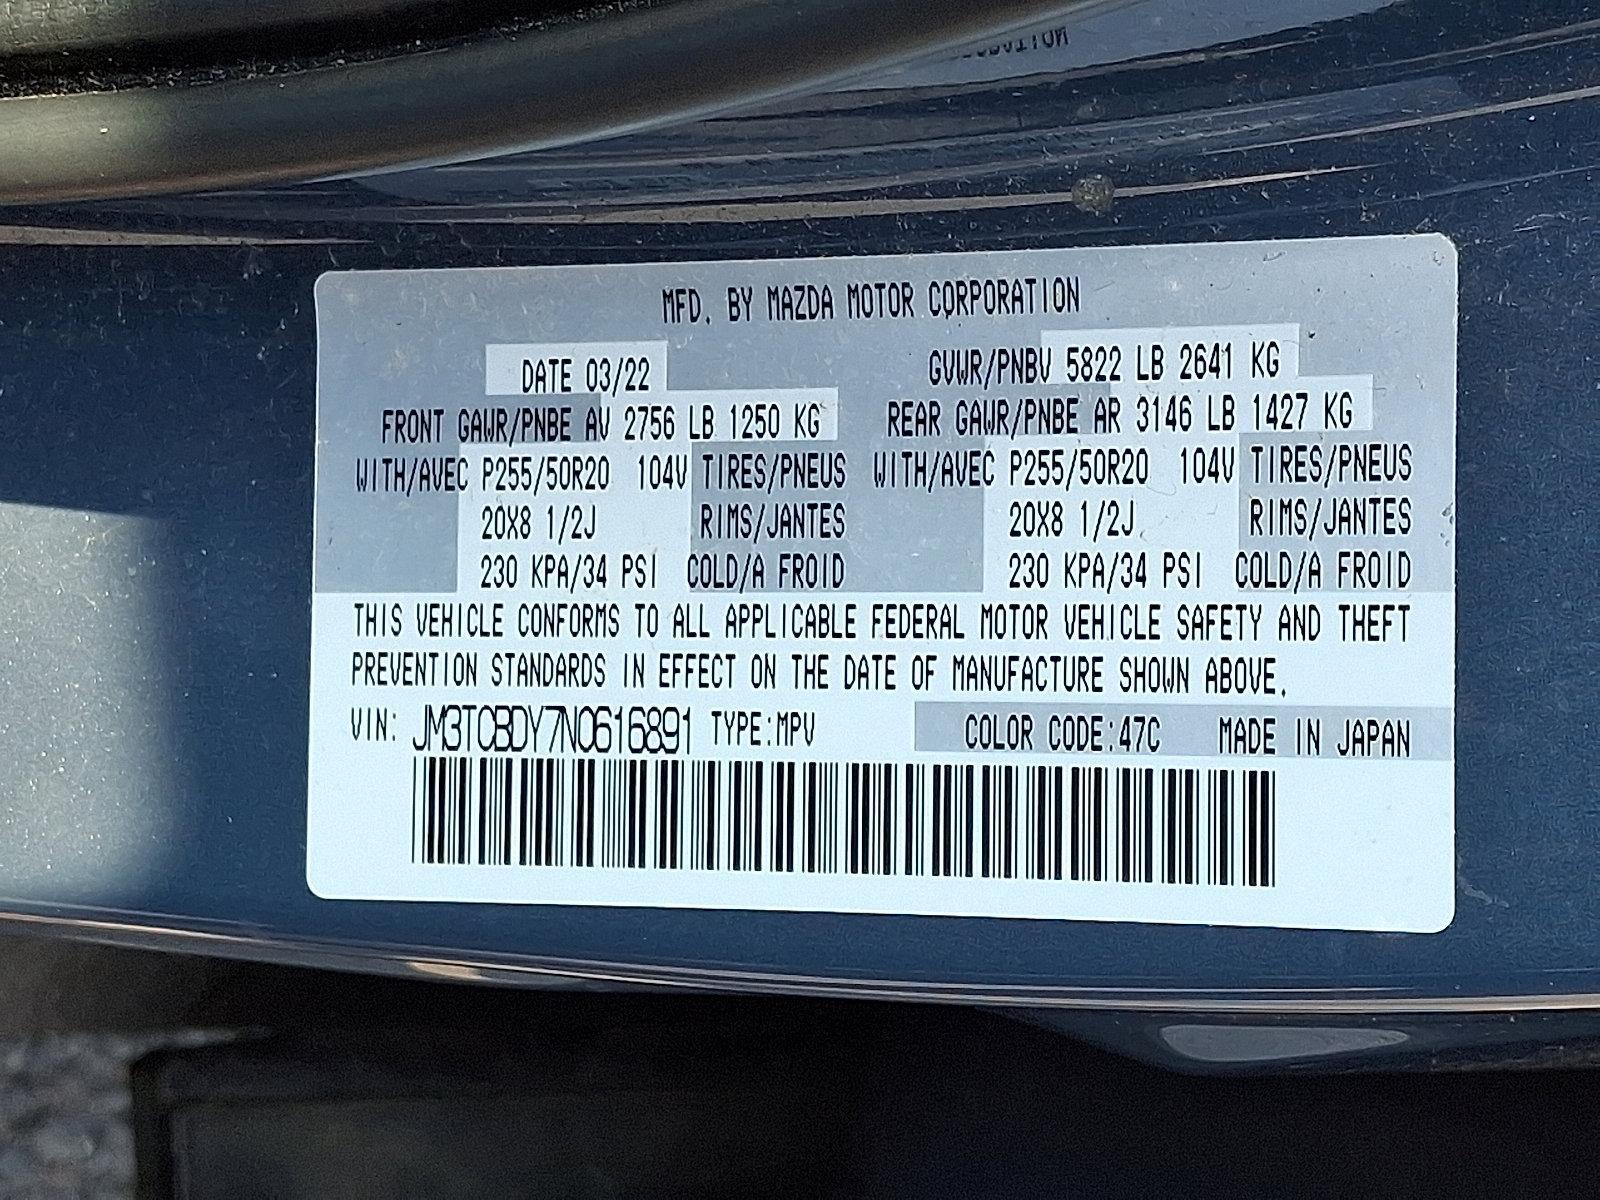 MFD. BY MAZDA MOTOR CORPORATION
DATE 03/22 GVWR/PNBV 5822 LB 2641 KG
FRONT GAWR/PNBE AV 2756 LB 1250 KG REAR GAWR/PNBE AR 3146 LB 1427 KG
WITH/AVEC P255/50R20 104V TIRES/PNEUS WITH/AVEC P255/50R20 104V TIRES/PNEUS
20X8 1/2J RIMS/JANTES 20X8 1/2J RIMS/JANTES
230 KPA/34 PSI COLD/A FROID 230 KPA/34 PSI COLD/A FROID
THIS VEHICLE CONFORMS TO ALL APPLICABLE FEDERAL MOTOR VEHICLE SAFETY AND THEFT
PREVENTION STANDARDS IN EFFECT ON THE DATE OF MANUFACTURE SHOWN ABOVE.
VIN: JM3TCBDY7N0616891 TYPE:MPV COLOR CODE:47C MADE IN JAPAN